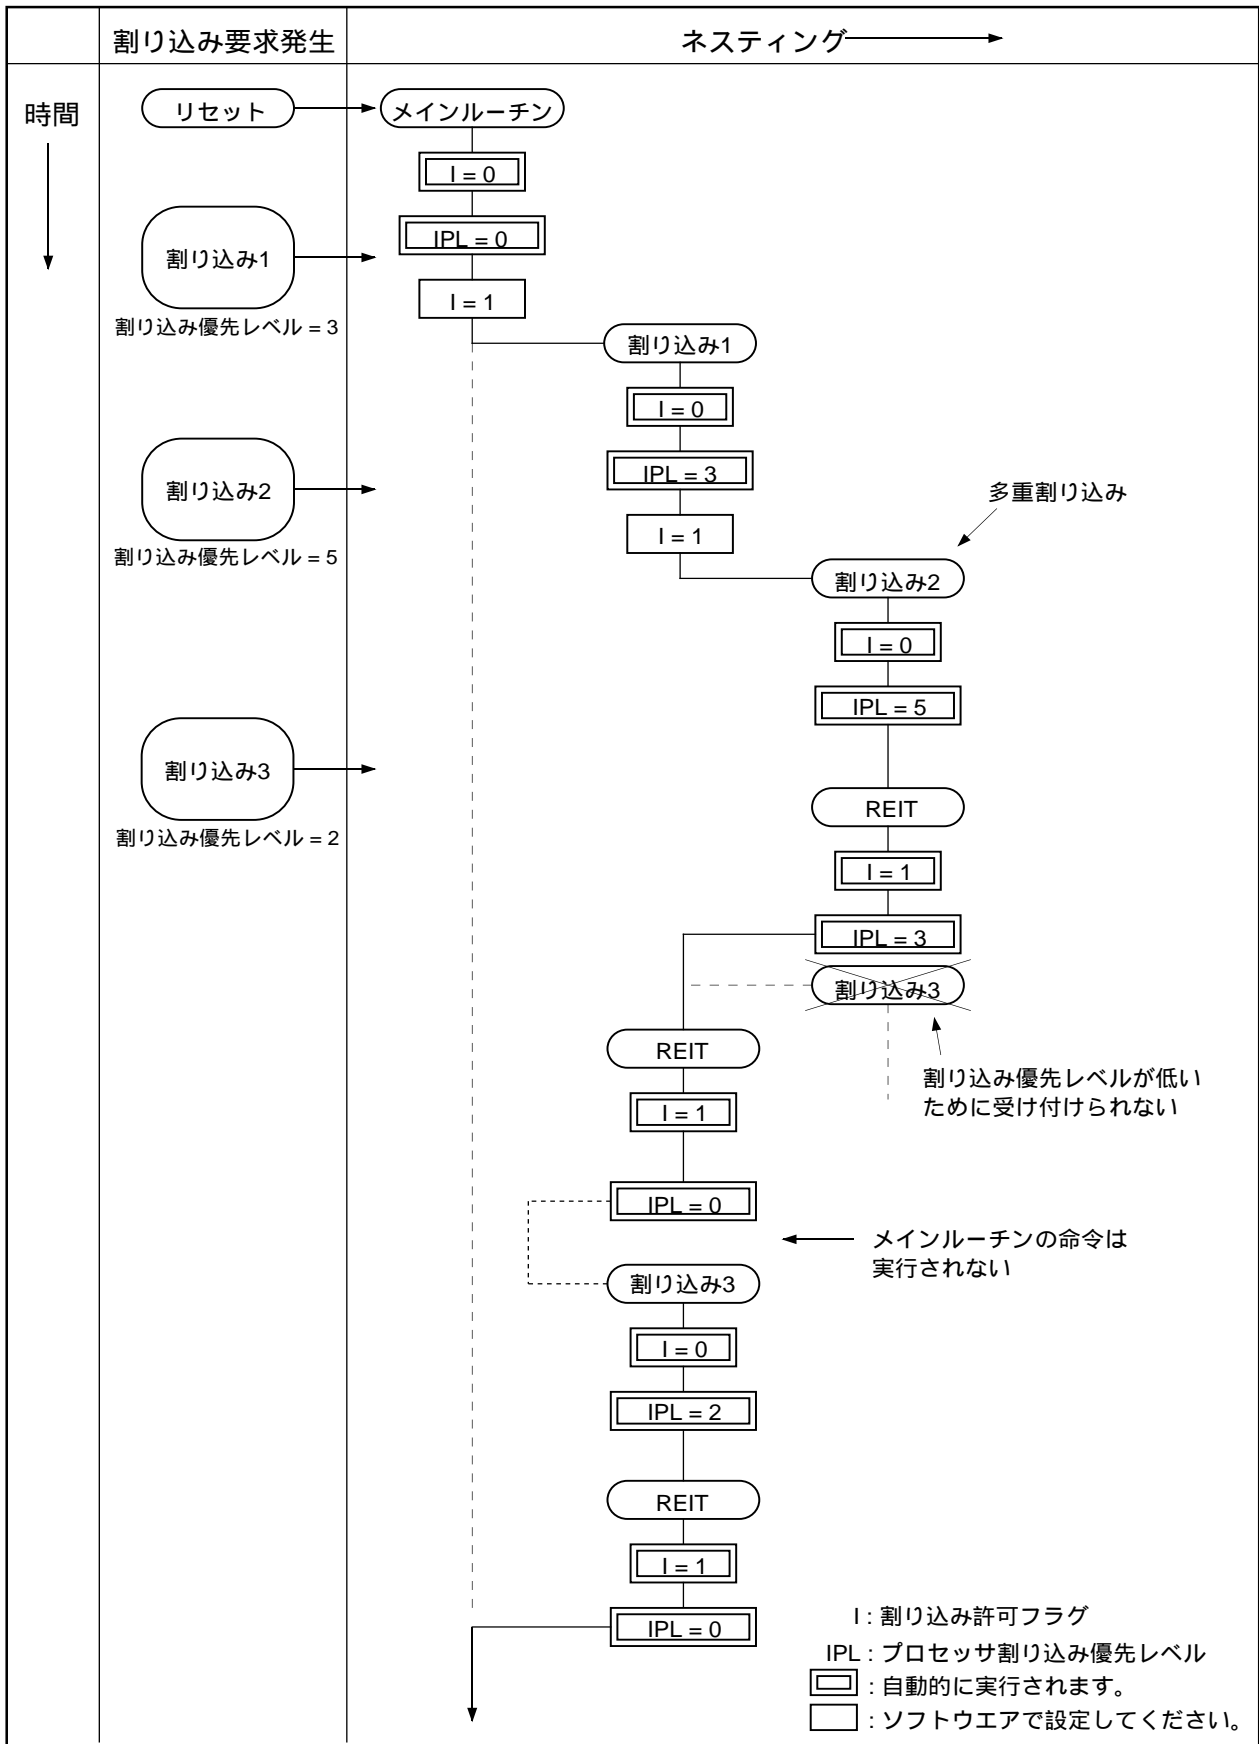 割り込み要求発生
ネスティング
時間
リセット
メインルーチン
I = 0
IPL = 0
割り込み1
I = 1
割り込み優先レベル = 3
割り込み1
I = 0
IPL = 3
割り込み2
多重割り込み
I = 1
割り込み優先レベル = 5
割り込み2
I = 0
IPL = 5
割り込み3
REIT
割り込み優先レベル = 2
I = 1
IPL = 3
割り込み3
REIT
割り込み優先レベルが低い
ために受け付けられない
I = 1
IPL = 0
メインルーチンの命令は
実行されない
割り込み3
I = 0
IPL = 2
REIT
I = 1
IPL = 0
I : 割り込み許可フラグ
IPL : プロセッサ割り込み優先レベル
: 自動的に実行されます。
: ソフトウエアで設定してください。